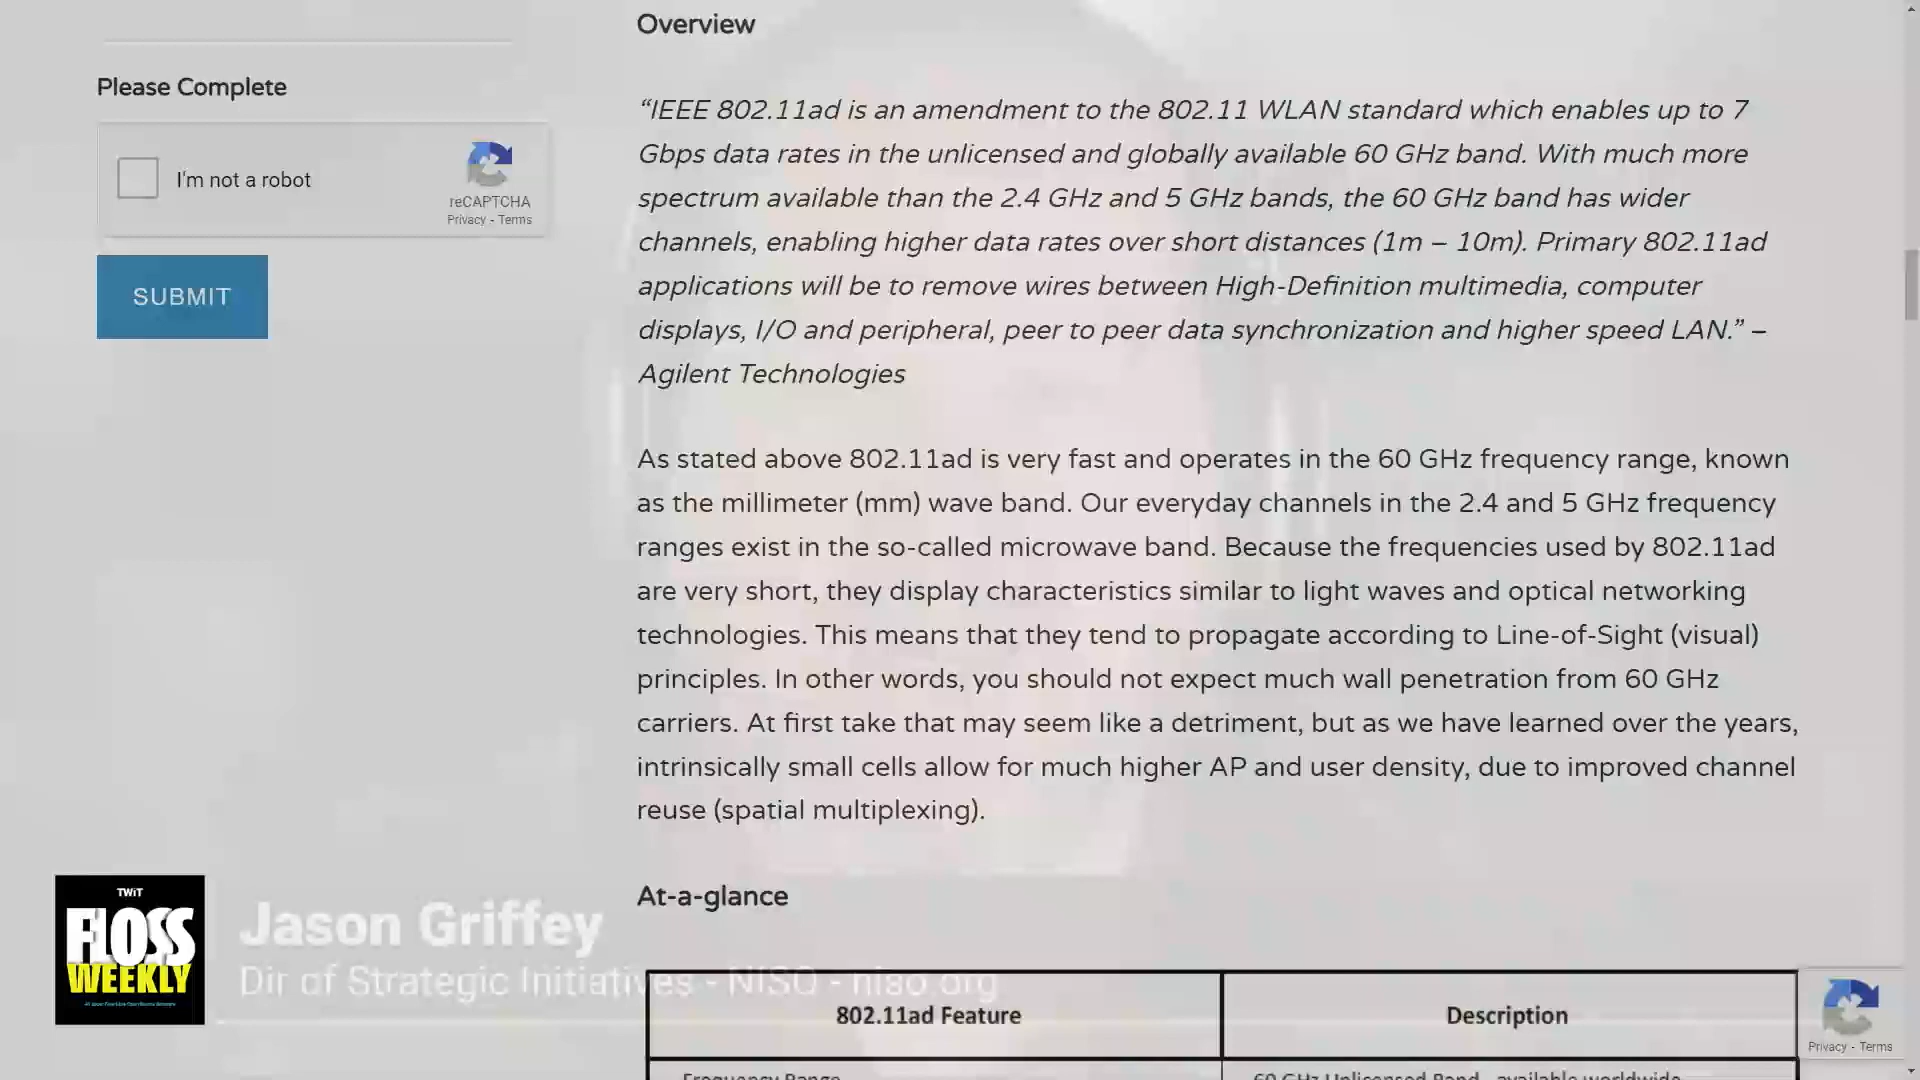 Overview
Please Complete
I'm not a robot
reCAPTCHA
Privacy - Terms
SUBMIT
“IEEE 802.11ad is an amendment to the 802.11 WLAN standard which enables up to 7
Gbps data rates in the unlicensed and globally available 60 GHz band. With much more
spectrum available than the 2.4 GHz and 5 GHz bands, the 60 GHz band has wider
channels, enabling higher data rates over short distances (1m – 10m). Primary 802.11ad
applications will be to remove wires between High-Definition multimedia, computer
displays, I/O and peripheral, peer to peer data synchronization and higher speed LAN.” –
Agilent Technologies
As stated above 802.11ad is very fast and operates in the 60 GHz frequency range, known
as the millimeter (mm) wave band. Our everyday channels in the 2.4 and 5 GHz frequency
ranges exist in the so-called microwave band. Because the frequencies used by 802.11ad
are very short, they display characteristics similar to light waves and optical networking
technologies. This means that they tend to propagate according to Line-of-Sight (visual)
principles. In other words, you should not expect much wall penetration from 60 GHz
carriers. At first take that may seem like a detriment, but as we have learned over the years,
intrinsically small cells allow for much higher AP and user density, due to improved channel
reuse (spatial multiplexing).
At-a-glance
802.11ad Feature
Description
Frequency Range
60 GHz Unlicensed Band - available worldwide
TWiT
FLOSS
WEEKLY
Jason Griffey
Dir of Strategic Initiatives - NISO - niso.org
Privacy - Terms